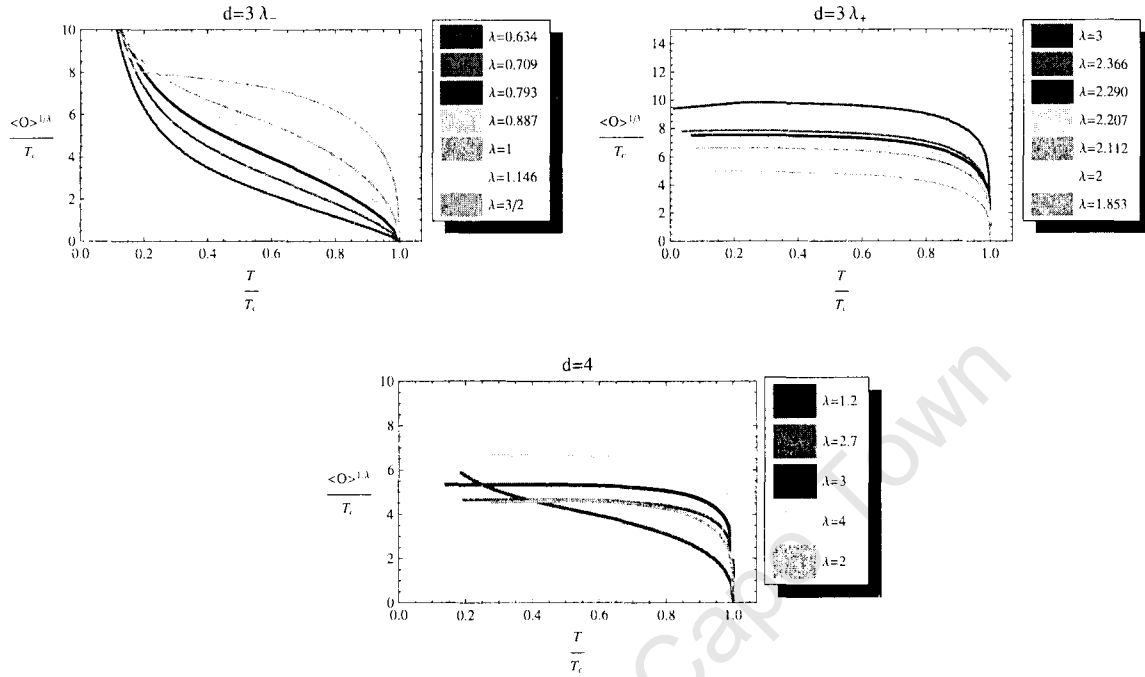 d=3 λ₋
10
8
6
4
2
0
0.0 0.2 0.4 0.6 0.8 1.0
<O>^{1/λ}
T_c
T
T_c
λ=0.634
λ=0.709
λ=0.793
λ=0.887
λ=1
λ=1.146
λ=3/2
d=3 λ₊
14
12
10
8
6
4
2
0
0.0 0.2 0.4 0.6 0.8 1.0
<O>^{1/λ}
T_c
T
T_c
λ=3
λ=2.366
λ=2.290
λ=2.207
λ=2.112
λ=2
λ=1.853
d=4
10
8
6
4
2
0
0.0 0.2 0.4 0.6 0.8 1.0
<O>^{1/λ}
T_c
T
T_c
λ=1.2
λ=2.7
λ=3
λ=4
λ=2
Cape Town